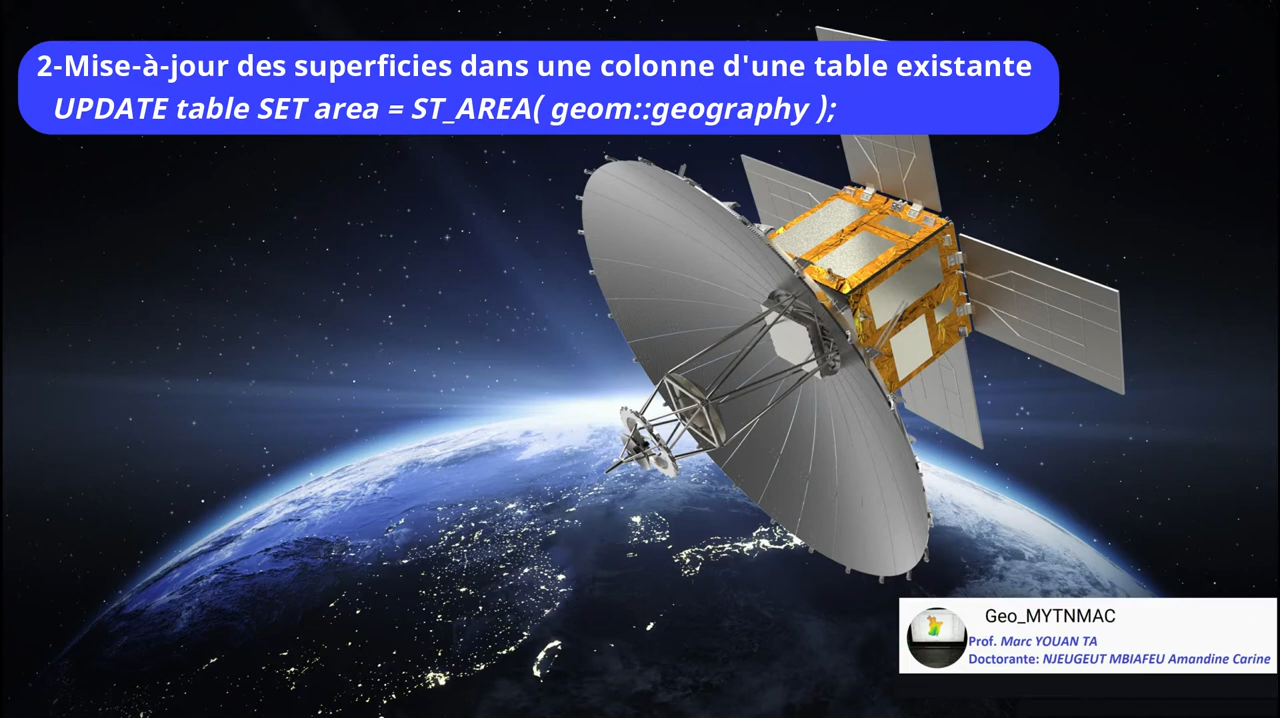 2-Mise-à-jour des superficies dans une colonne d'une table existante
UPDATE table SET area = ST_AREA( geom::geography );
Geo_MYTNMAC
Prof. Marc YOUAN TA
Doctorante: NJEUGEUT MBIAFEU Amandine Carine